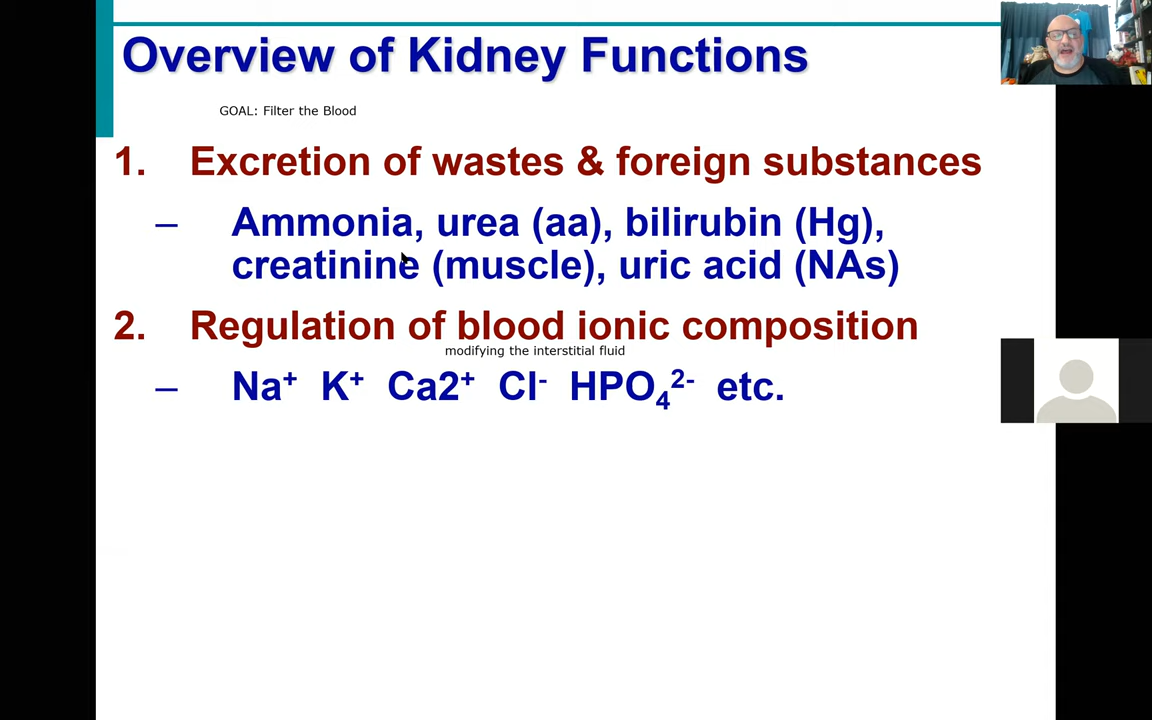 Overview of Kidney Functions
GOAL: Filter the Blood
1. Excretion of wastes & foreign substances
– Ammonia, urea (aa), bilirubin (Hg),
creatinine (muscle), uric acid (NAs)
2. Regulation of blood ionic composition
modifying the interstitial fluid
– Na⁺ K⁺ Ca2⁺ Cl⁻ HPO₄²⁻ etc.